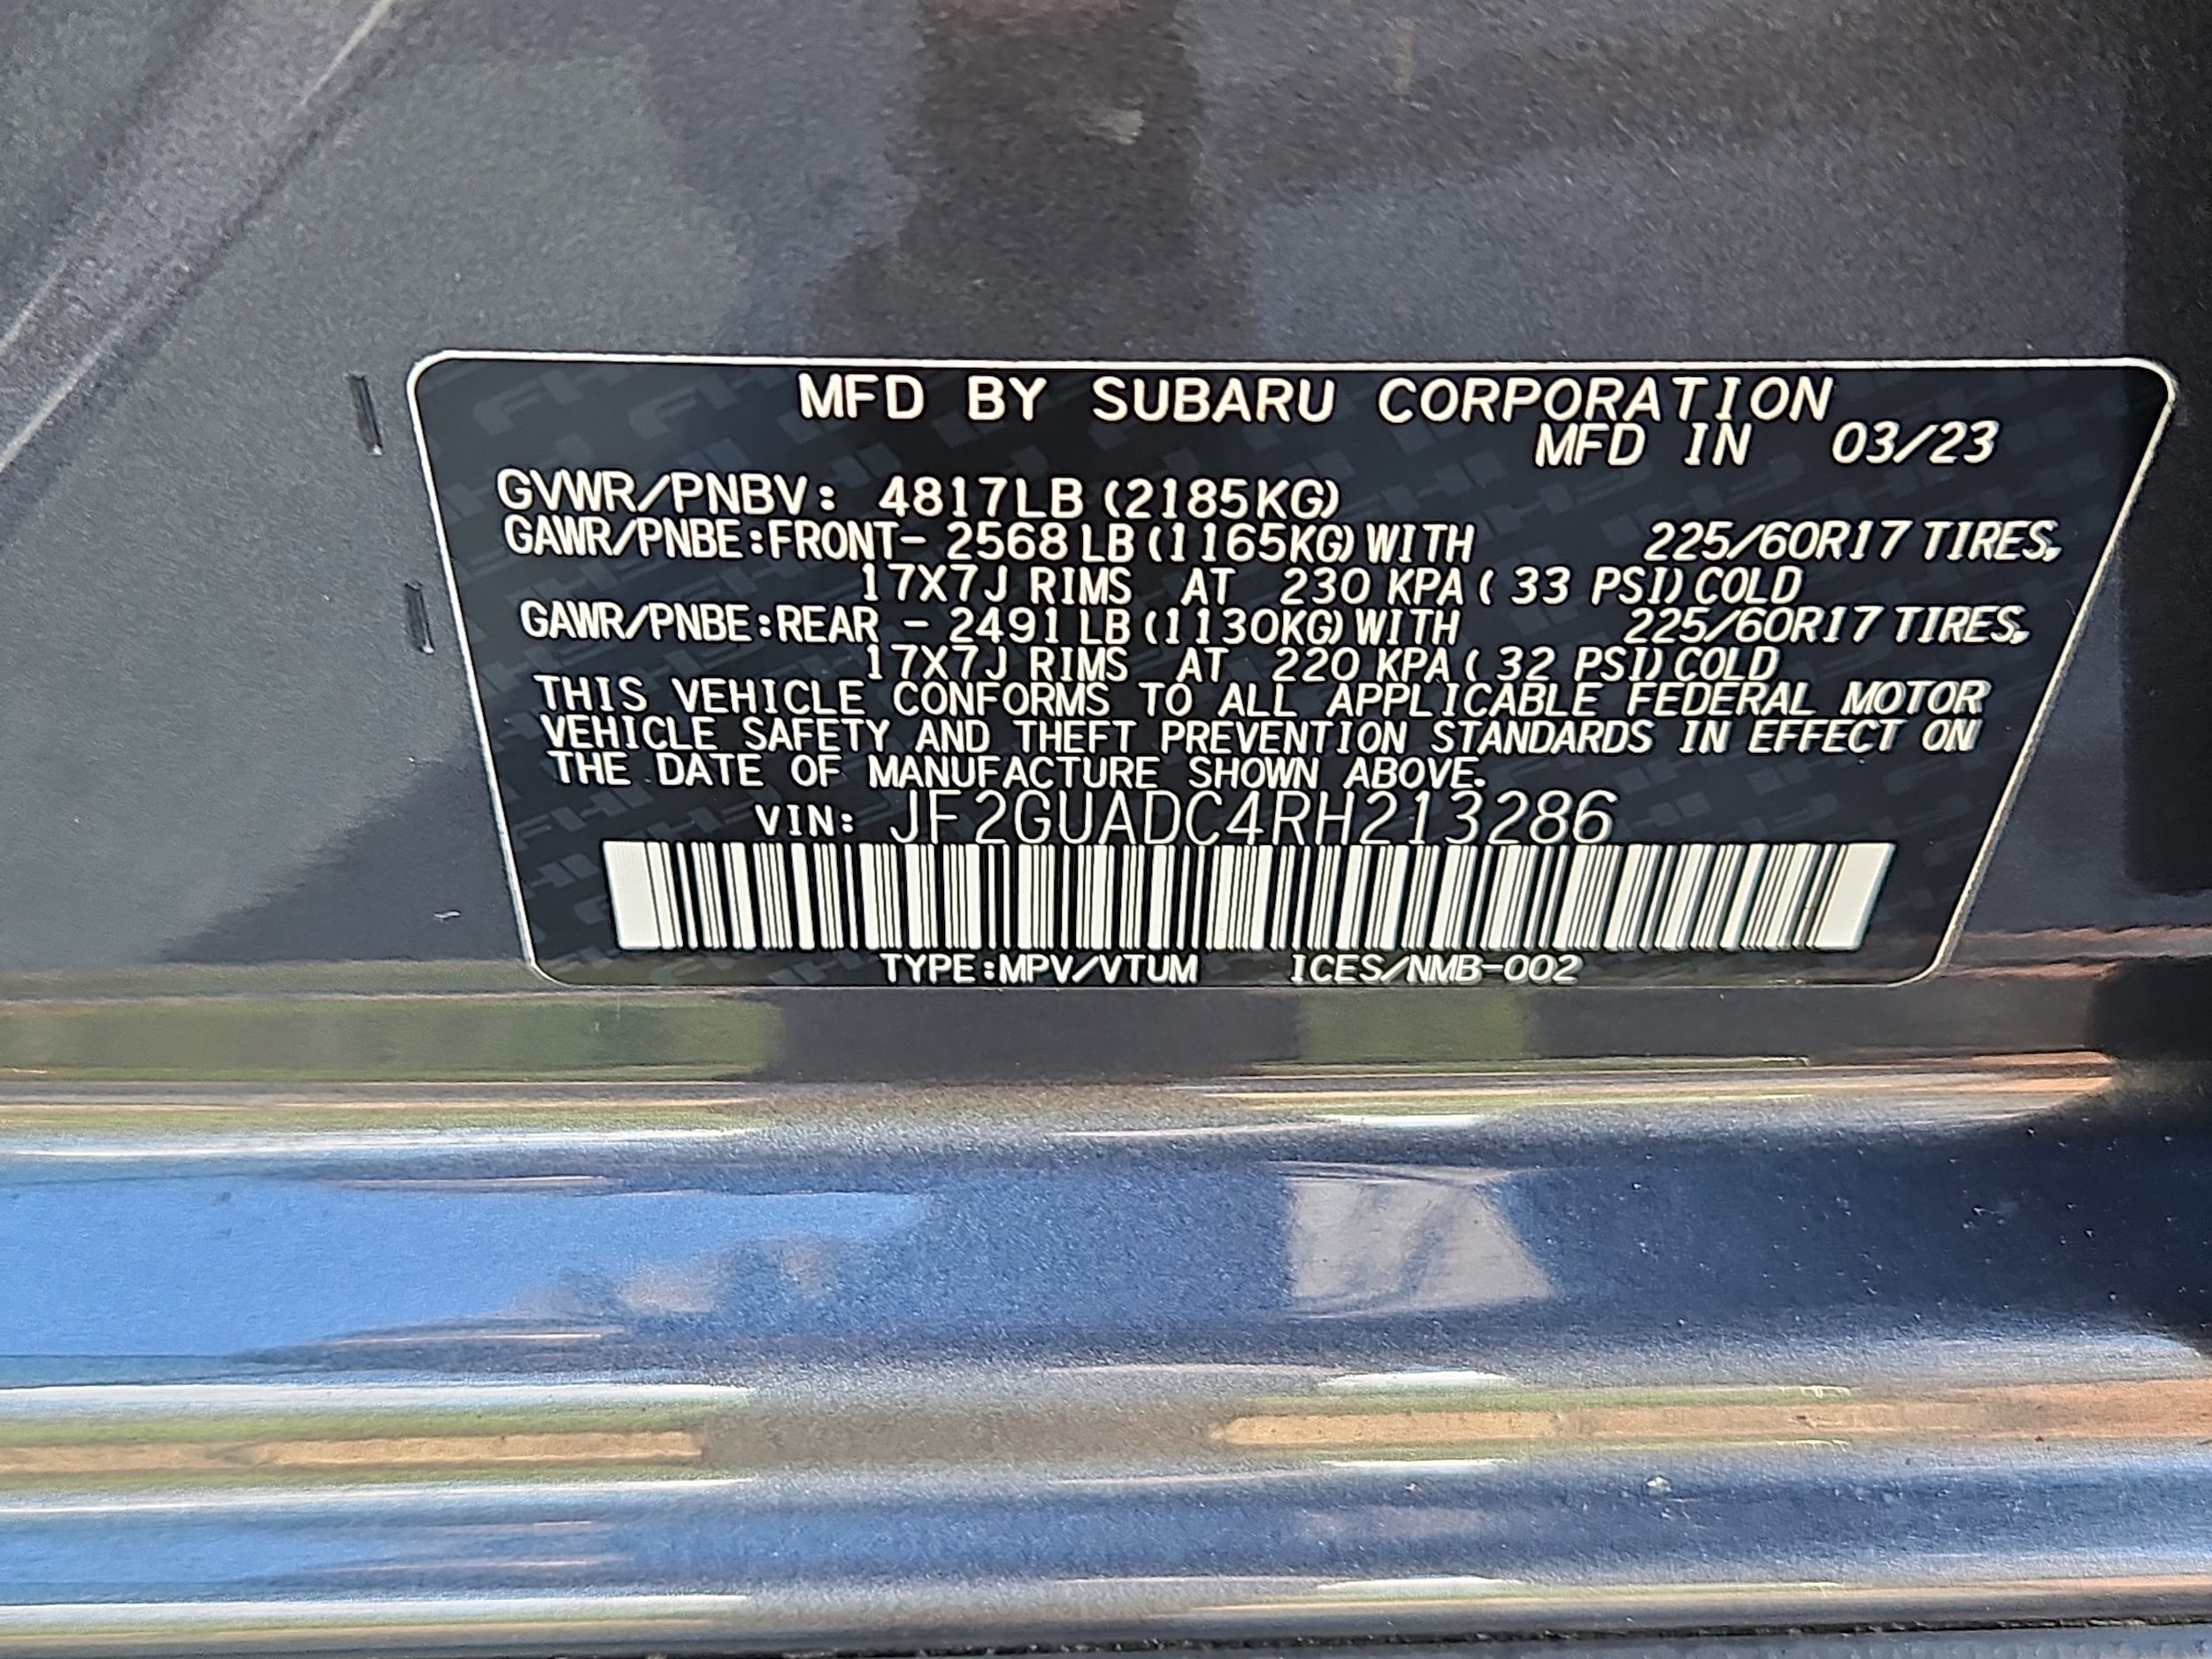 MFD BY SUBARU CORPORATION
MFD IN 03/23
GVWR/PNBV: 4817LB (2185KG)
GAWR/PNBE:FRONT- 2568 LB (1165KG) WITH 225/60R17 TIRES,
17X7J RIMS AT 230 KPA ( 33 PSI) COLD
GAWR/PNBE:REAR - 2491 LB (1130KG) WITH 225/60R17 TIRES,
17X7J RIMS AT 220 KPA ( 32 PSI) COLD
THIS VEHICLE CONFORMS TO ALL APPLICABLE FEDERAL MOTOR
VEHICLE SAFETY AND THEFT PREVENTION STANDARDS IN EFFECT ON
THE DATE OF MANUFACTURE SHOWN ABOVE.
VIN: JF2GUADC4RH213286
TYPE:MPV/VTUM ICES/NMB-002